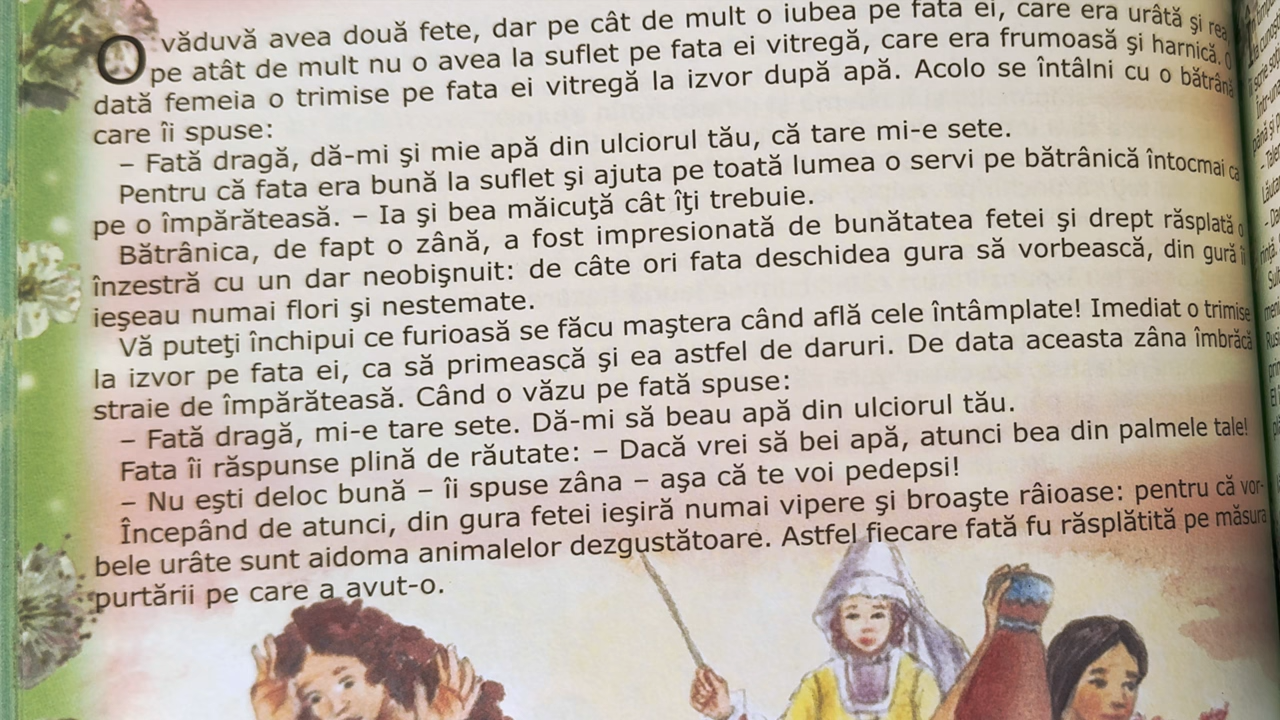 O văduvă avea două fete, dar pe cât de mult o iubea pe fata ei, care era urâtă şi rea,
pe atât de mult nu o avea la suflet pe fata ei vitregă, care era frumoasă şi harnică. O
dată femeia o trimise pe fata ei vitregă la izvor după apă. Acolo se întâlni cu o bătrână
care îi spuse:
– Fată dragă, dă-mi şi mie apă din ulciorul tău, că tare mi-e sete.
Pentru că fata era bună la suflet şi ajuta pe toată lumea o servi pe bătrânică întocmai ca
pe o împărăteasă. – Ia şi bea măicuţă cât îţi trebuie.
Bătrânica, de fapt o zână, a fost impresionată de bunătatea fetei şi drept răsplată o
înzestră cu un dar neobişnuit: de câte ori fata deschidea gura să vorbească, din gură îi
ieşeau numai flori şi nestemate.
Vă puteţi închipui ce furioasă se făcu maştera când află cele întâmplate! Imediat o trimise
la izvor pe fata ei, ca să primească şi ea astfel de daruri. De data aceasta zâna îmbrăcă
straie de împărăteasă. Când o văzu pe fată spuse:
– Fată dragă, mi-e tare sete. Dă-mi să beau apă din ulciorul tău.
Fata îi răspunse plină de răutate: – Dacă vrei să bei apă, atunci bea din palmele tale!
– Nu eşti deloc bună – îi spuse zâna – aşa că te voi pedepsi!
Începând de atunci, din gura fetei ieşiră numai vipere şi broaşte râioase: pentru că vor-
bele urâte sunt aidoma animalelor dezgustătoare. Astfel fiecare fată fu răsplătită pe măsura
purtării pe care a avut-o.